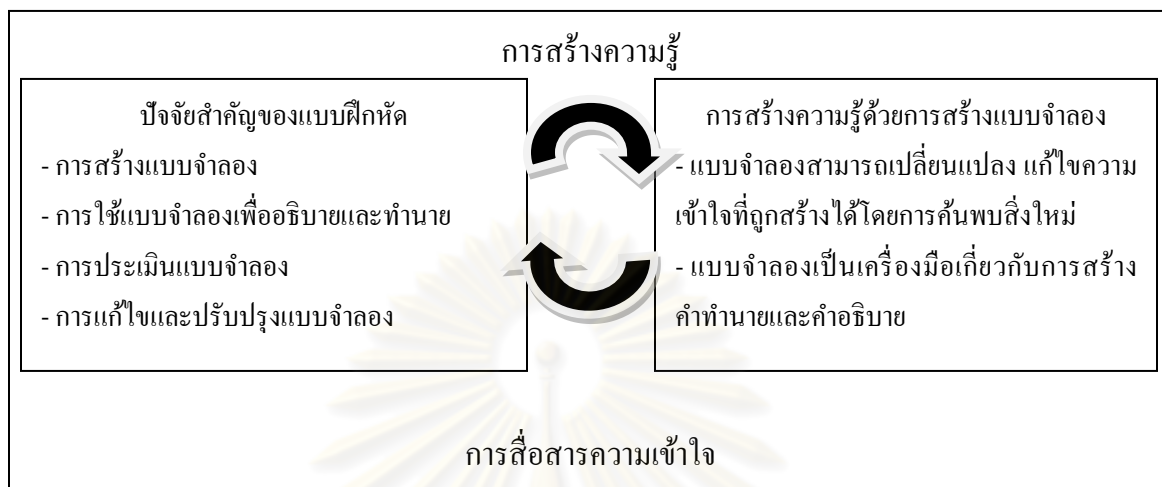 การสร้างความรู้
ปัจจัยสำคัญของแบบฝึกหัด
- การสร้างแบบจำลอง
- การใช้แบบจำลองเพื่ออธิบายและทำนาย
- การประเมินแบบจำลอง
- การแก้ไขและปรับปรุงแบบจำลอง
การสร้างความรู้ด้วยการสร้างแบบจำลอง
- แบบจำลองสามารถเปลี่ยนแปลง แก้ไขความ
เข้าใจที่ถูกสร้างได้โดยการค้นพบสิ่งใหม่
- แบบจำลองเป็นเครื่องมือเกี่ยวกับการสร้าง
คำทำนายและคำอธิบาย
การสื่อสารความเข้าใจ